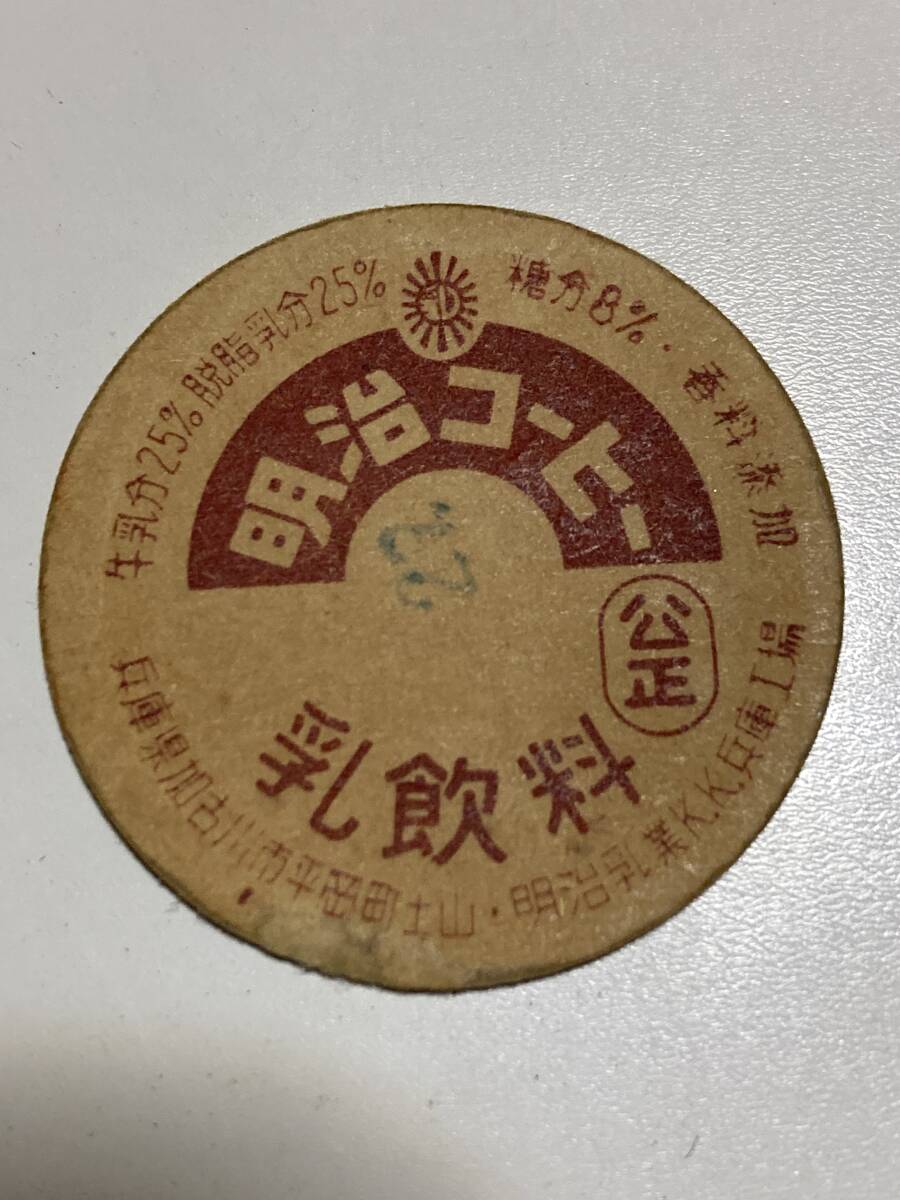 牛乳分25%脱脂乳分25%
糖分8%・香料添加
明治コーヒー
公正
乳飲料
兵庫県加古川市平岡町土山・明治乳業K.K.兵庫工場